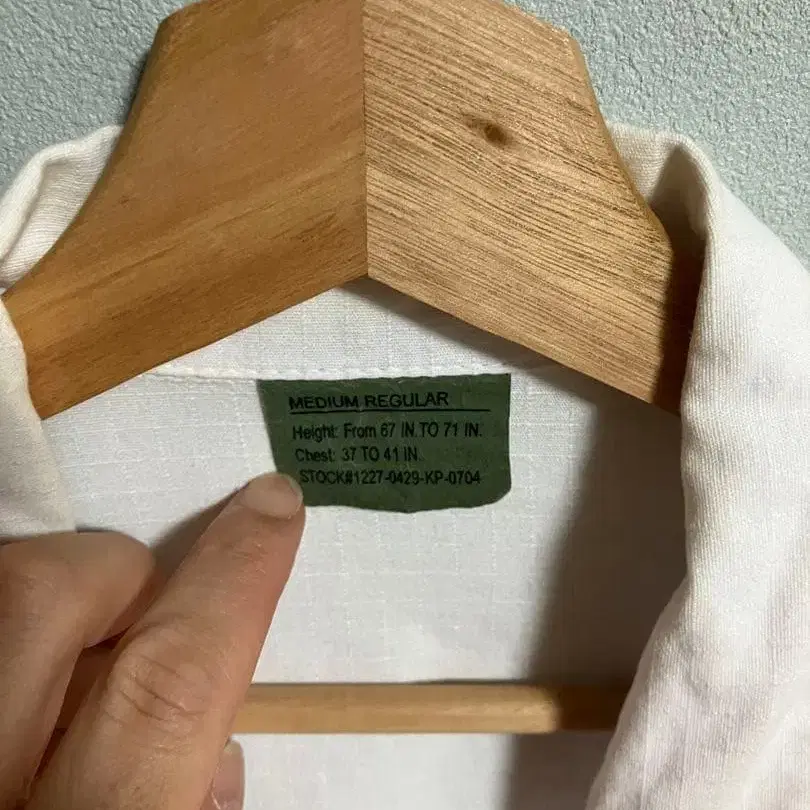 MEDIUM REGULAR
Height: From 67 IN.TO 71 IN.
Chest: 37 TO 41 IN.
STOCK#1227-0429-KP-0704